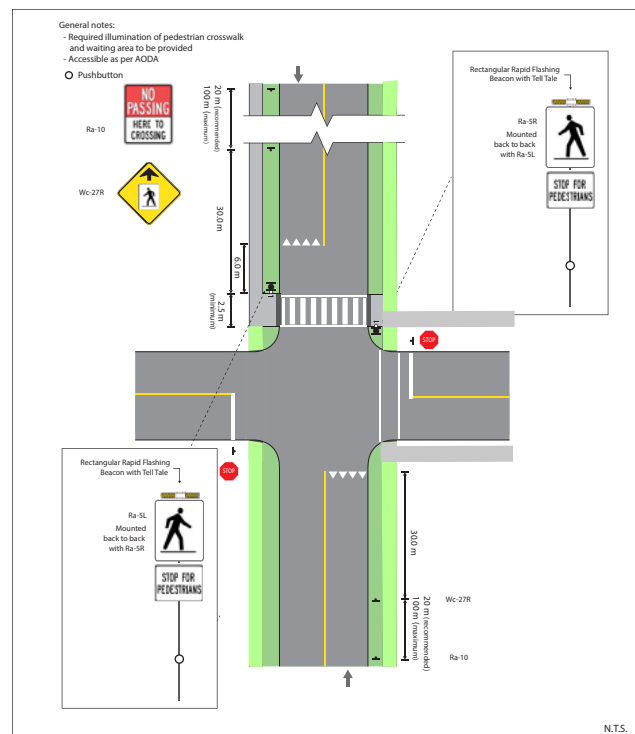 General notes:
- Required illumination of pedestrian crosswalk
and waiting area to be provided
- Accessible as per AODA
Pushbutton
NO
PASSING
HERE TO
CROSSING
Ra-10
Wc-27R
20 m (recommended)
100 m (maximum)
30.0 m
6.0 m
2.5 m
(minimum)
Rectangular Rapid Flashing
Beacon with Tell Tale
Ra-5R
Mounted
back to back
with Ra-5L
STOP FOR
PEDESTRIANS
STOP
STOP
Rectangular Rapid Flashing
Beacon with Tell Tale
Ra-5L
Mounted
back to back
with Ra-5R
STOP FOR
PEDESTRIANS
30.0 m
20 m (recommended)
100 m (maximum)
Wc-27R
Ra-10
N.T.S.